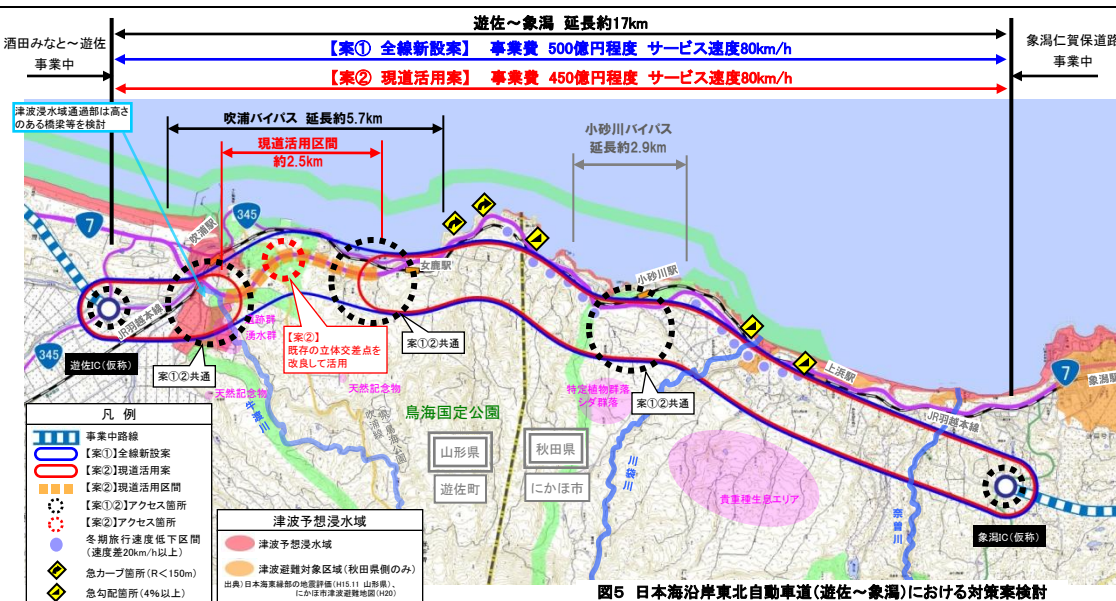 遊佐～象潟 延長約17km
酒田みなと～遊佐
事業中
【案① 全線新設案】 事業費 500億円程度 サービス速度80km/h
象潟仁賀保道路
事業中
【案② 現道活用案】 事業費 450億円程度 サービス速度80km/h
津波浸水域通過部は高さ
のある橋梁等を検討
吹浦バイパス 延長約5.7km
現道活用区間
約2.5km
小砂川バイパス
延長約2.9km
7
345
吹浦駅
女鹿駅
小砂川駅
JR羽越本線
遺跡群
湧水群
【案②】
既存の立体交差点を
改良して活用
案①②共通
345
遊佐IC(仮称)
案①②共通
天然記念物
天然記念物
牛渡川
鳥海国定公園
特定植物群落
シダ群落
案①②共通
上浜駅
JR羽越本線
象潟駅
7
山形県
秋田県
遊佐町
にかほ市
川袋川
貴重種生息エリア
奈曽川
象潟IC(仮称)
凡 例
事業中路線
【案①】全線新設案
【案②】現道活用案
【案②】現道活用区間
【案①②】アクセス箇所
【案②】アクセス箇所
冬期旅行速度低下区間
(速度差20km/h以上)
急カーブ箇所(R＜150m)
急勾配箇所(4%以上)
津波予想浸水域
津波予想浸水域
津波避難対象区域(秋田県側のみ)
出典)日本海東縁部の地震評価(H15.11 山形県)、
にかほ市津波避難地図(H20)
図5 日本海沿岸東北自動車道(遊佐～象潟)における対策案検討